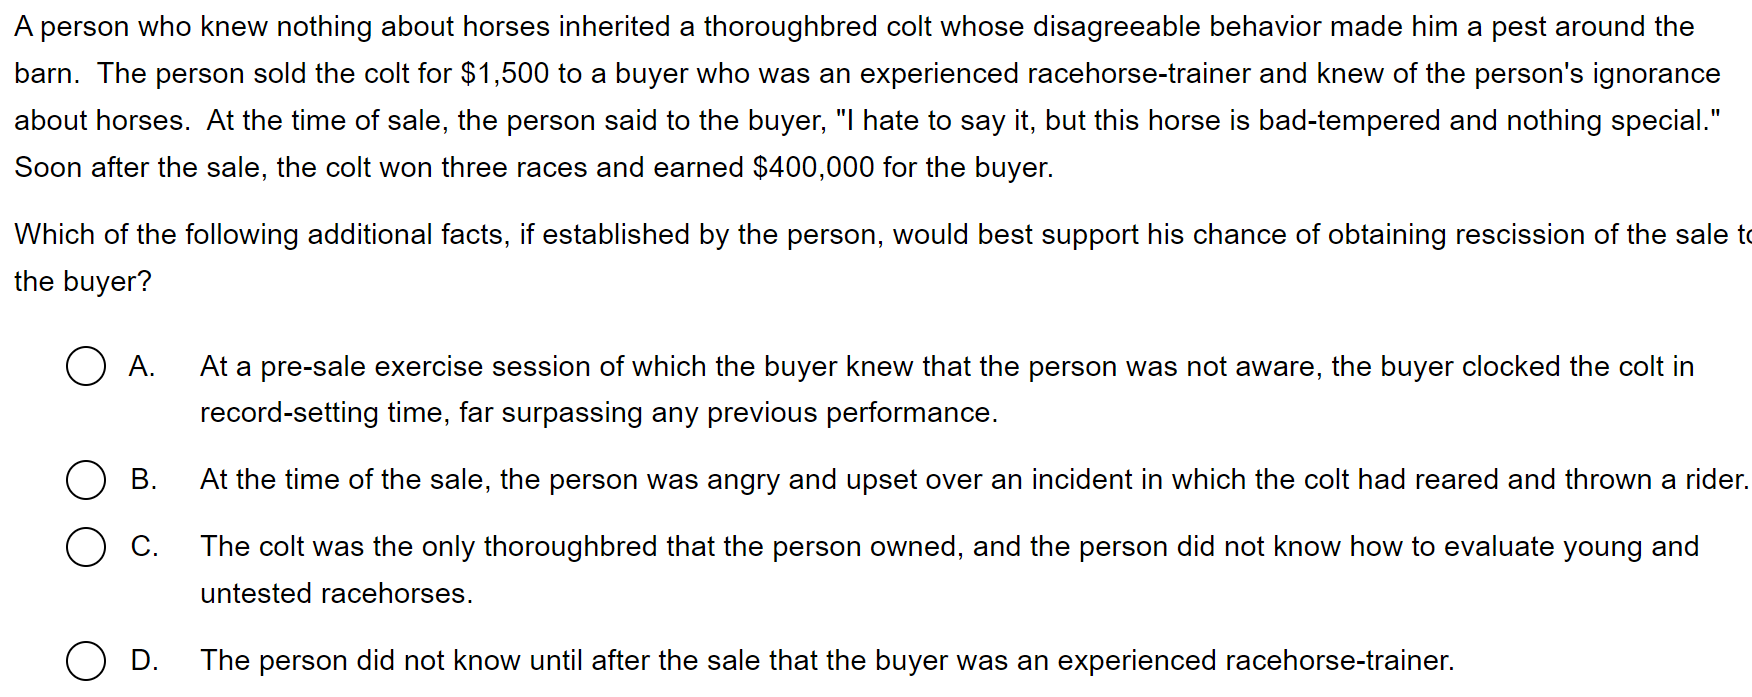 A person who knew nothing about horses inherited a thoroughbred colt whose disagreeable behavior made him a pest around the
barn.  The person sold the colt for $1,500 to a buyer who was an experienced racehorse-trainer and knew of the person's ignorance
about horses.  At the time of sale, the person said to the buyer, "I hate to say it, but this horse is bad-tempered and nothing special."
Soon after the sale, the colt won three races and earned $400,000 for the buyer.
Which of the following additional facts, if established by the person, would best support his chance of obtaining rescission of the sale to
the buyer?
A. At a pre-sale exercise session of which the buyer knew that the person was not aware, the buyer clocked the colt in
record-setting time, far surpassing any previous performance.
B. At the time of the sale, the person was angry and upset over an incident in which the colt had reared and thrown a rider.
C. The colt was the only thoroughbred that the person owned, and the person did not know how to evaluate young and
untested racehorses.
D. The person did not know until after the sale that the buyer was an experienced racehorse-trainer.